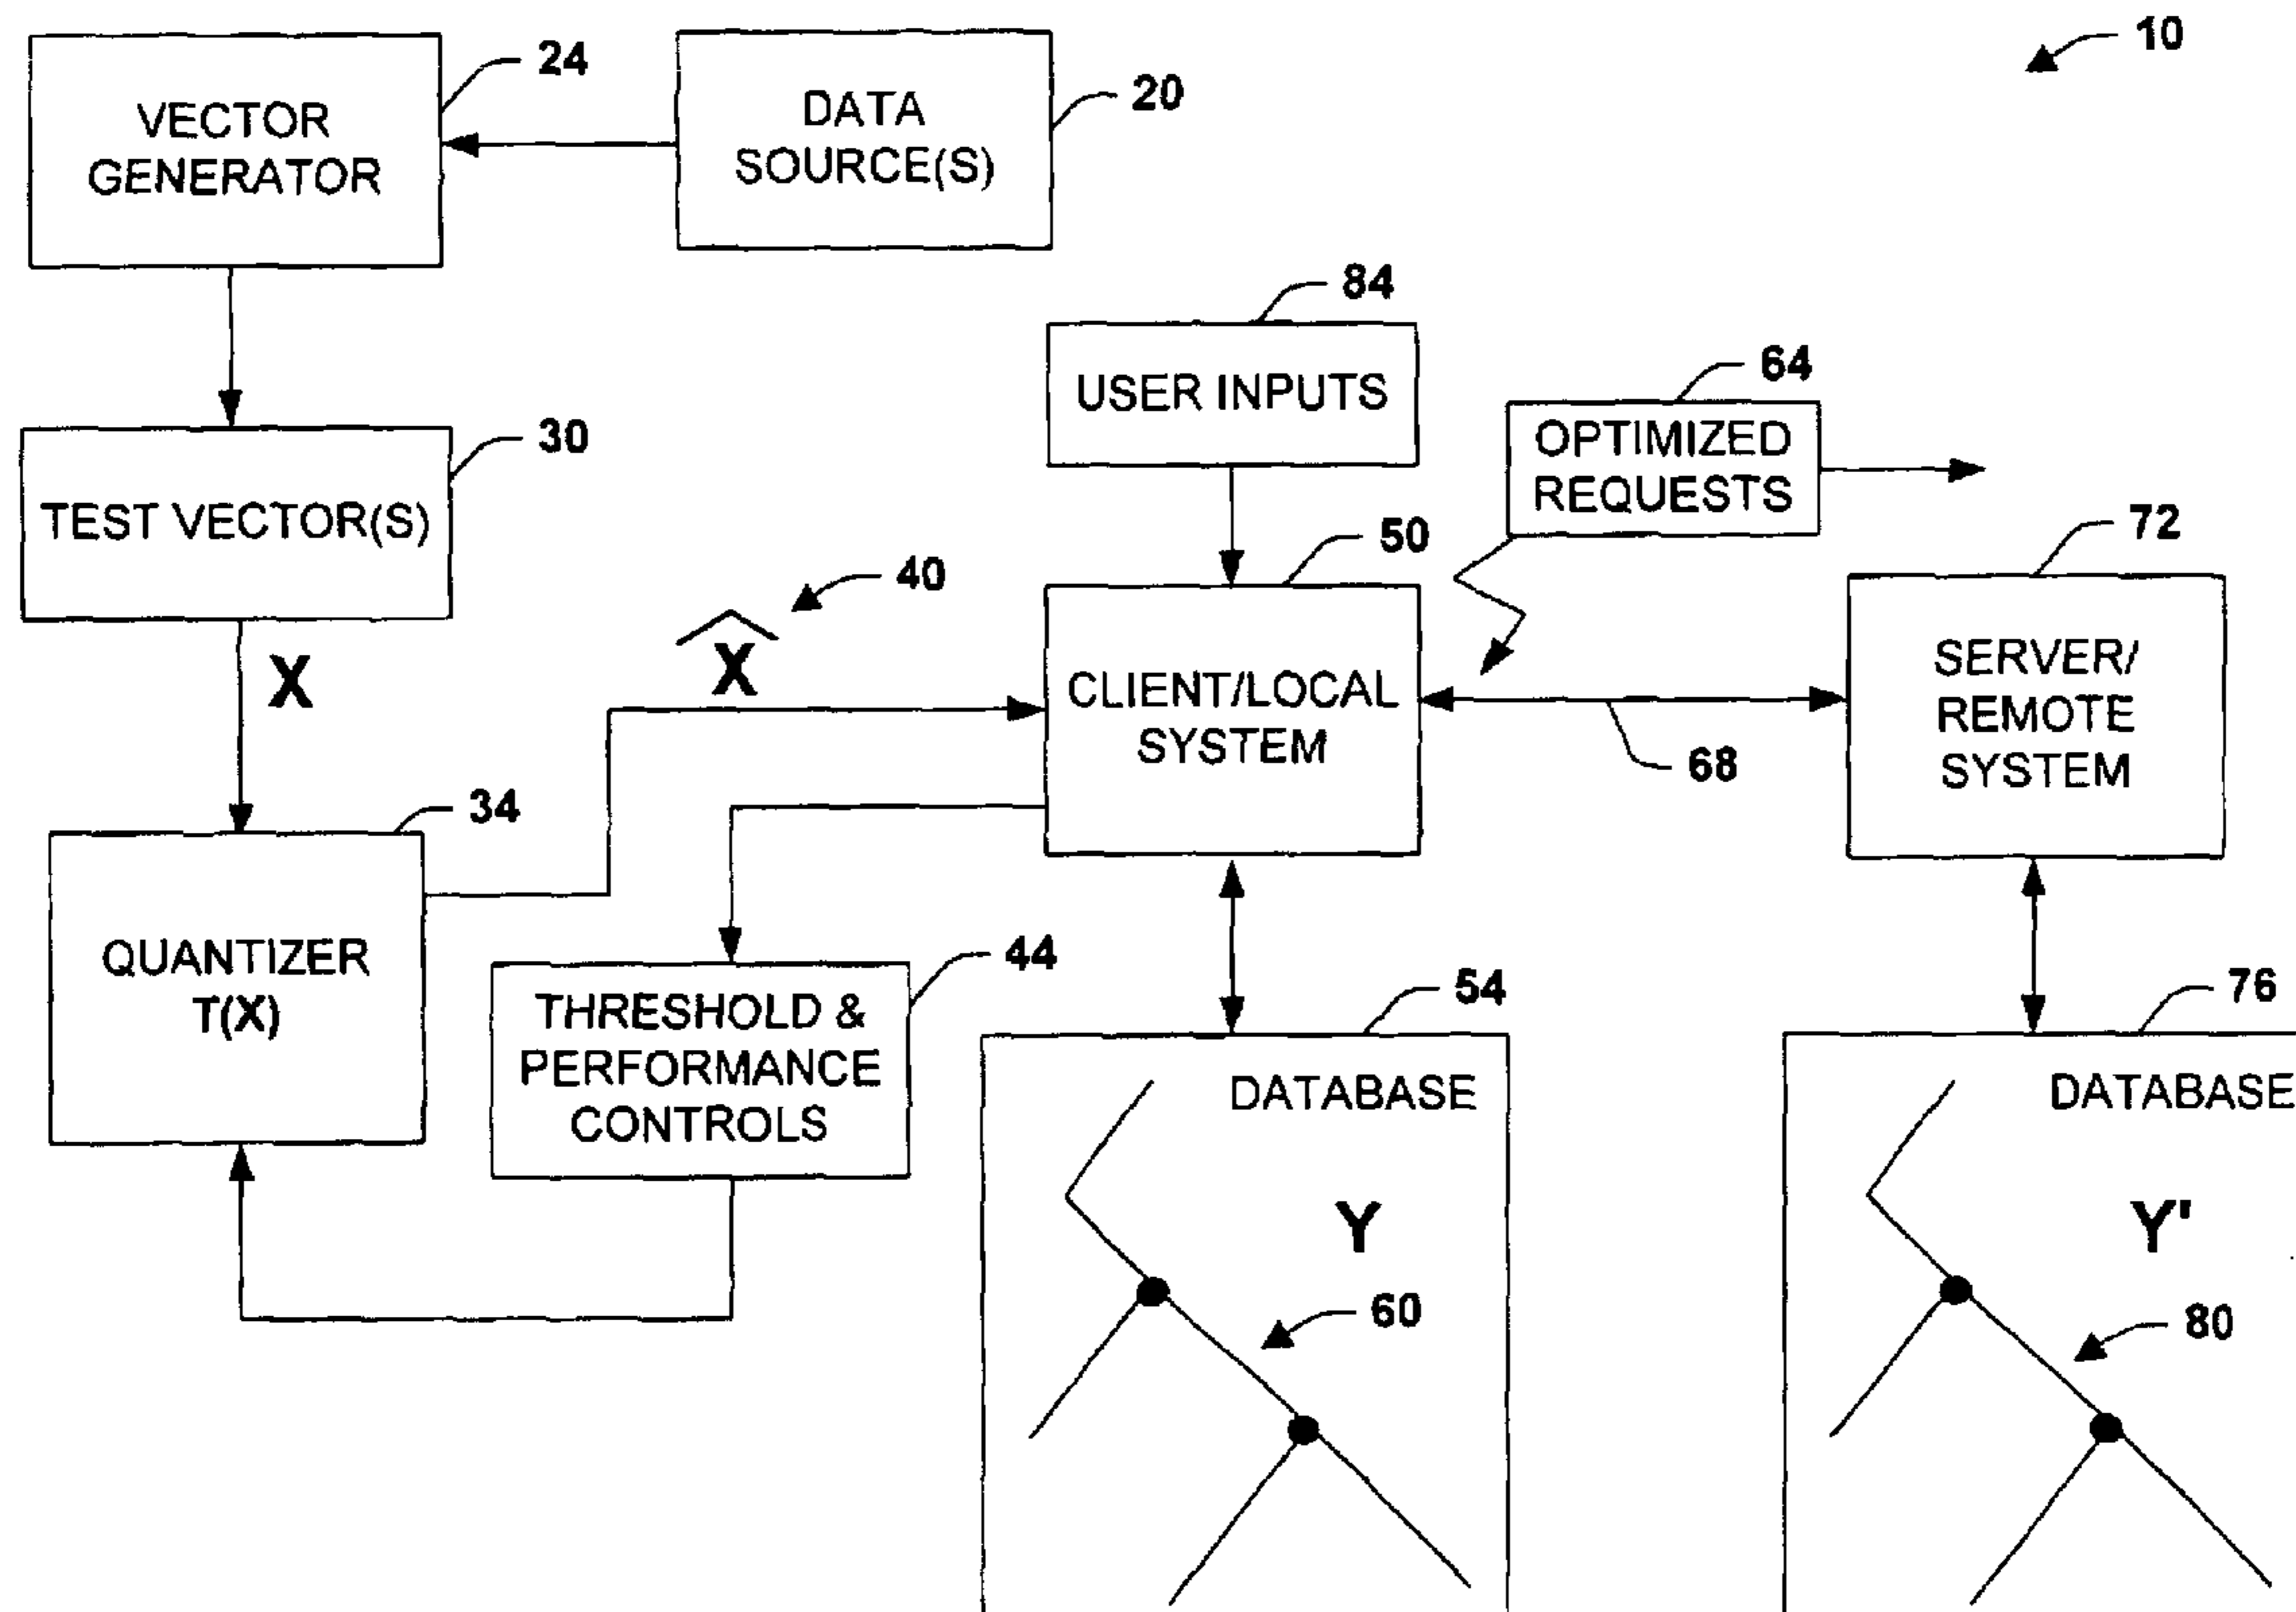 10
24
VECTOR
GENERATOR
20
DATA
SOURCE(S)
84
USER INPUTS
64
OPTIMIZED
REQUESTS
30
TEST VECTOR(S)
X
40
X̂
50
CLIENT/LOCAL
SYSTEM
68
72
SERVER/
REMOTE
SYSTEM
34
QUANTIZER
T(X)
44
THRESHOLD &
PERFORMANCE
CONTROLS
54
DATABASE
Y
60
76
DATABASE
Y'
80